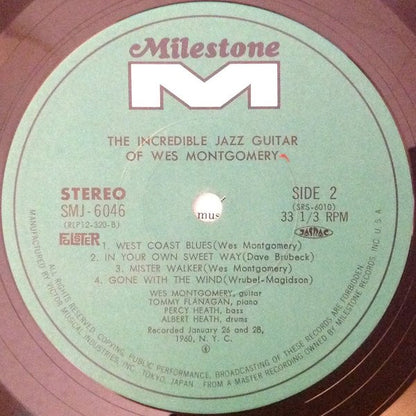 Milestone
M
THE INCREDIBLE JAZZ GUITAR
OF WES MONTGOMERY
STEREO
SMJ-6046
(RLP12-320-B)
SIDE 2
(SRS-6010)
33 1/3 RPM
mus
JASRAC
1. WEST COAST BLUES(Wes Montgomery)
2. IN YOUR OWN SWEET WAY(Dave Brubeck)
3. MISTER WALKER(Wes Montgomery)
4. GONE WITH THE WIND(Wrubel-Magidson)
WES MONTGOMERY, guitar
TOMMY FLANAGAN, piano
PERCY HEATH, bass
ALBERT HEATH, drums
Recorded January 26 and 28,
1960, N. Y. C.
MANUFACTURED BY VICTOR MUSICAL INDUSTRIES, INC. TOKYO, JAPAN FROM A MASTER RECORDING OWNED BY MILESTONE RECORDS, INC. U. S. A.
ALL RIGHTS RESERVED. COPYING, PUBLIC PERFORMANCE, BROADCASTING OF THESE RECORDS ARE FORBIDDEN.